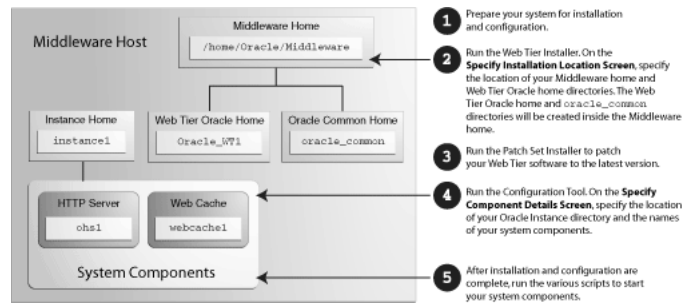 Middleware Host
Middleware Home
/home/Oracle/Middleware
Instance Home
instance1
Web Tier Oracle Home
Oracle_WT1
Oracle Common Home
oracle_common
HTTP Server
ohs1
Web Cache
webcache1
System Components
1
Prepare your system for installation
and configuration.
2
Run the Web Tier Installer. On the
Specify Installation Location Screen, specify
the location of your Middleware home and
Web Tier Oracle home directories. The Web
Tier Oracle home and oracle_common
directories will be created inside the Middleware
home.
3
Run the Patch Set Installer to patch
your Web Tier software to the latest version.
4
Run the Configuration Tool. On the Specify
Component Details Screen, specify the location
of your Oracle Instance directory and the names
of your system components.
5
After installation and configuration are
complete, run the various scripts to start
your system components.